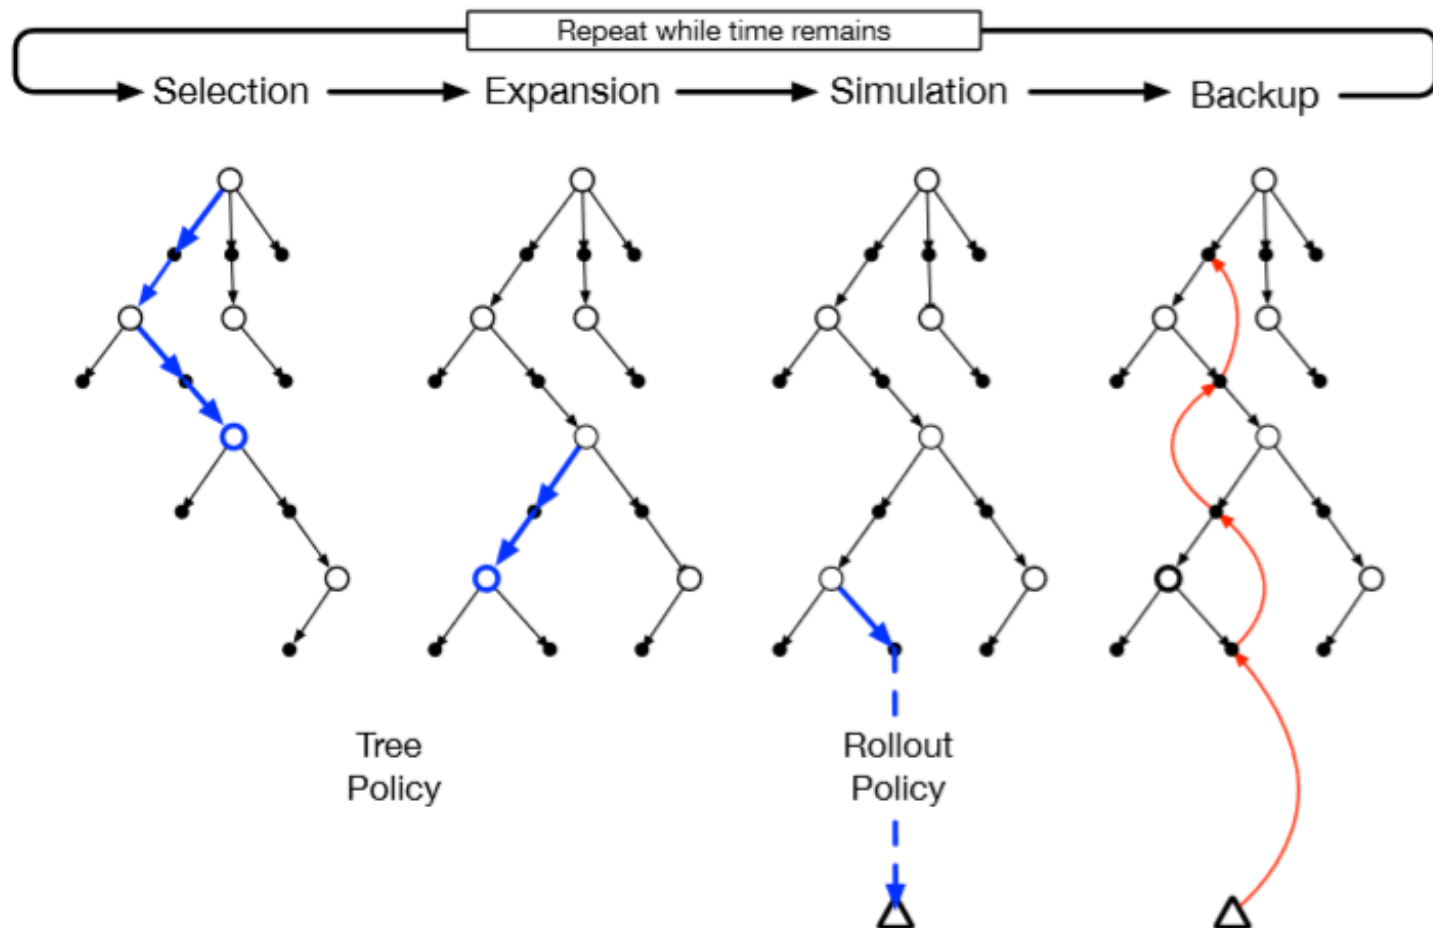 Repeat while time remains
Selection
Expansion
Simulation
Backup
Tree
Policy
Rollout
Policy